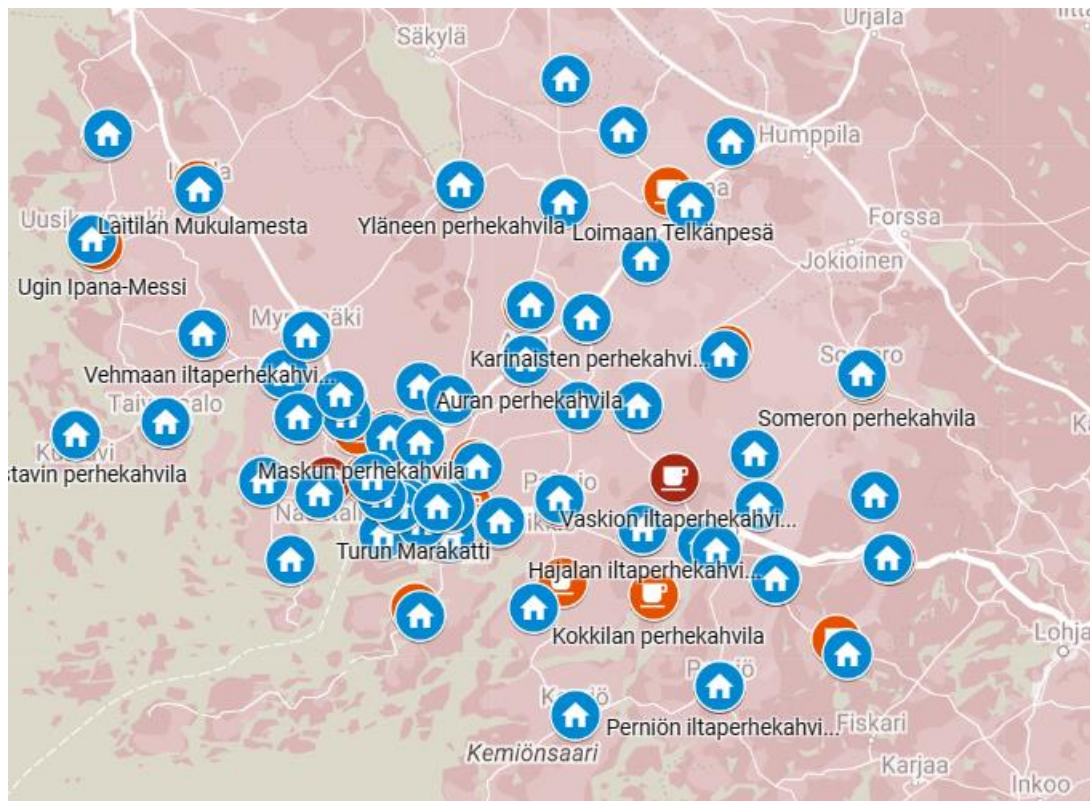 Urjala
Säkylä
Humppila
Laitilan Mukulamesta
Yläneen perhekahvila
Loimaan Telkänpesä
Forssa
Jokioinen
Ugin Ipana-Messi
Karinaisten perhekahvi...
Vehmaan iltaperhekahvi...
Auran perhekahvila
Someron perhekahvila
stavin perhekahvila
Maskun perhekahvila
Vaskion iltaperhekahvi...
Turun Marakatti
Hajalan iltaperhekahvi...
Kokkilan perhekahvila
Lohja
Perniön iltaperhekahvi...
Fiskari
Kemiönsaari
Karjaa
Inkoo